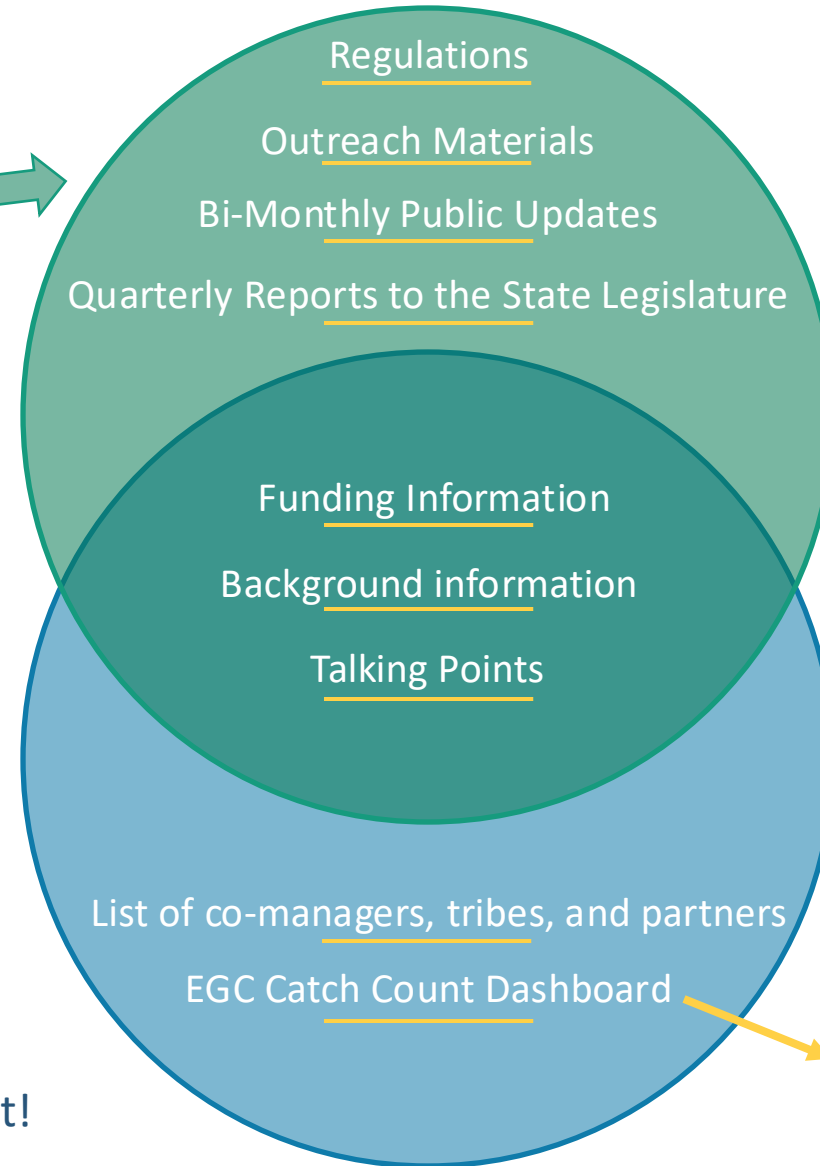 Regulations
Outreach Materials
Bi-Monthly Public Updates
Quarterly Reports to the State Legislature
Funding Information
Background information
Talking Points
List of co-managers, tribes, and partners
EGC Catch Count Dashboard
t!